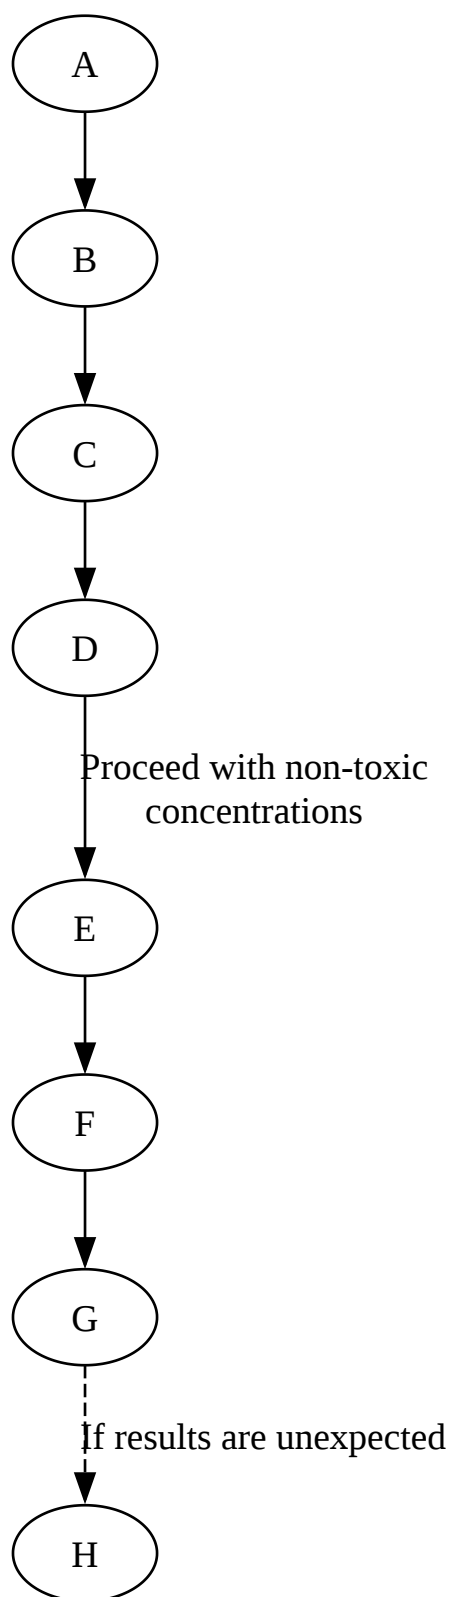 A
B
C
D
Proceed with non-toxic
concentrations
E
F
G
If results are unexpected
H